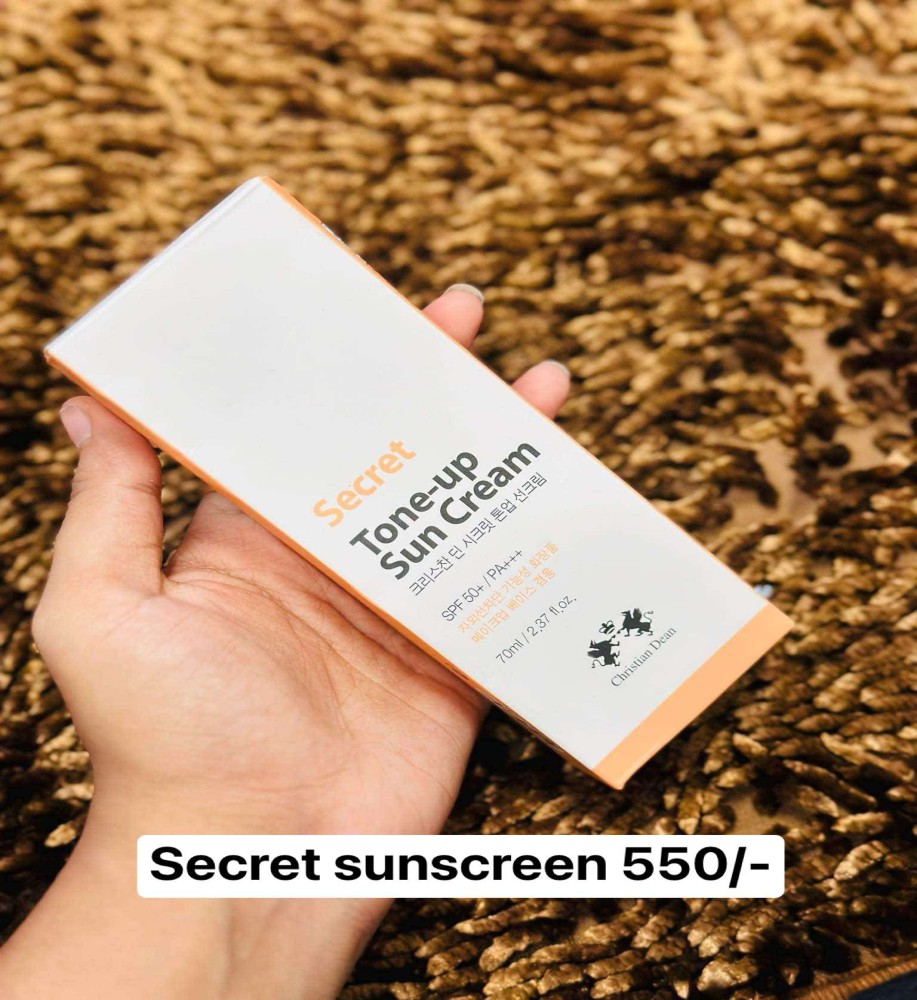 Secret
Tone-up
Sun Cream
크리스찬 딘 시크릿 톤업 선크림
SPF 50+ / PA+++
자외선차단 기능성 화장품
메이크업 베이스 겸용
70ml / 2.37 fl.oz.
Christian Dean
Secret sunscreen 550/-